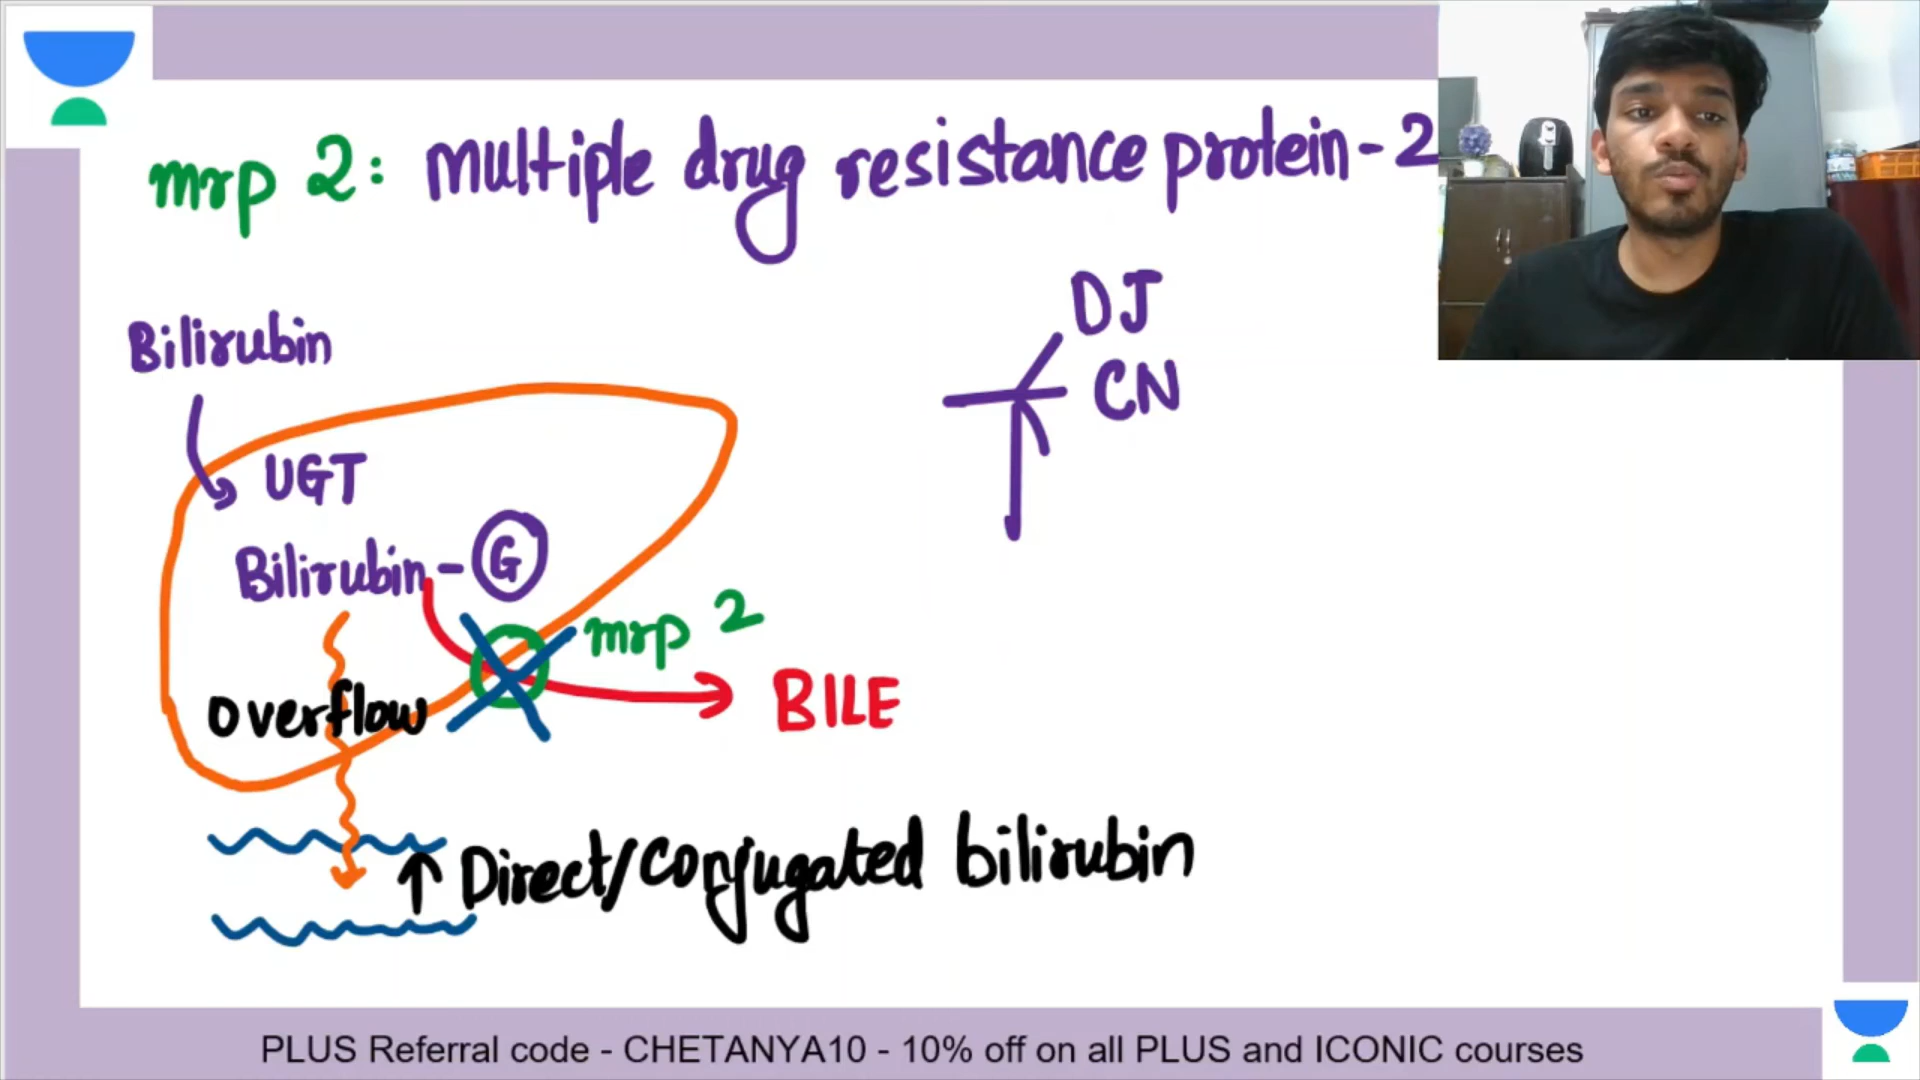 mrp 2: multiple drug resistance protein-2
DJ
Bilirubin
CN
UGT
Bilirubin-G
mrp 2
Overflow
BILE
↑ Direct/conjugated bilirubin
PLUS Referral code - CHETANYA10 - 10% off on all PLUS and ICONIC courses